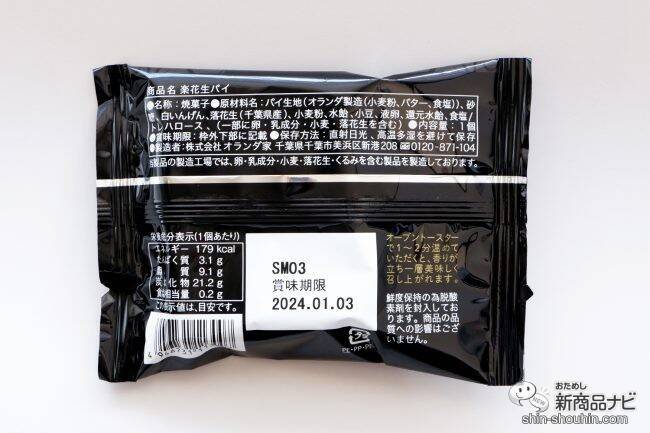 商品名 楽花生パイ
●名称：焼菓子●原材料名：パイ生地(オランダ製造(小麦粉、バター、食塩))、砂
、白いんげん、落花生(千葉県産)、小麦粉、水飴、小豆、液卵、還元水飴、食塩/
トレハロース、(一部に卵・乳成分・小麦・落花生を含む)●内容量：1個
●賞味期限：枠外下部に記載●保存方法：直射日光、高温多湿を避けて保存
●製造者：株式会社オランダ家 千葉県千葉市美浜区新港208 ☎0120-871-104
当製品の製造工場では、卵・乳成分・小麦・落花生・くるみを含む製品を製造しております。
栄養成分表示(1個あたり)
エネルギー 179 kcal
たんぱく質 3.1 g
脂質 9.1 g
炭水化物 21.2 g
食塩相当量 0.2 g
この表示値は、目安です。
SM03
賞味期限
2024.01.03
PE・PP・PF
オーブントースター
で1〜2分温めて
いただくと、香りが
立ち一層美味しく
召し上がれます。
鮮度保持の為脱酸
素剤を封入してお
ります。商品の品
質への影響はござ
いません。
おためし
新商品ナビ
shin-shouhin.com